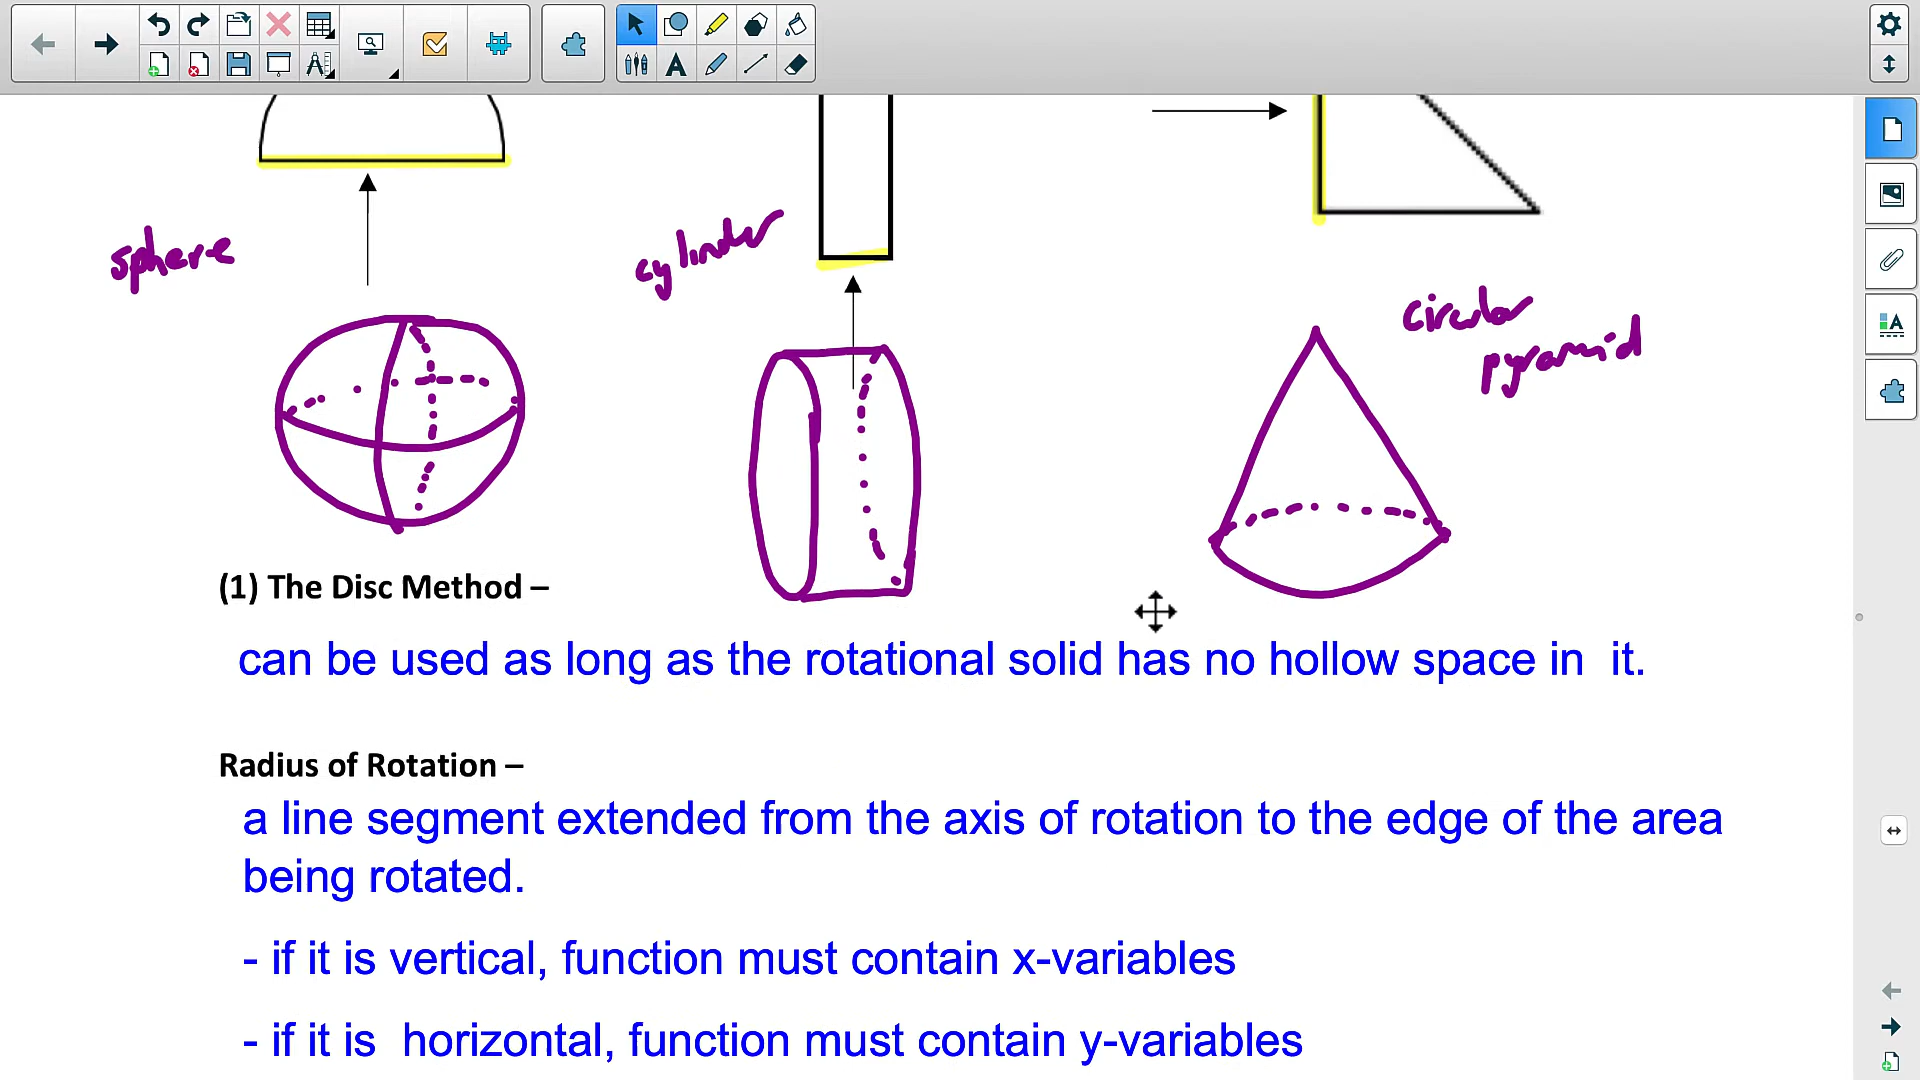 sphere
cylinder
circular
pyramid
(1) The Disc Method –
can be used as long as the rotational solid has no hollow space in it.
Radius of Rotation –
a line segment extended from the axis of rotation to the edge of the area
being rotated.
- if it is vertical, function must contain x-variables
- if it is horizontal, function must contain y-variables